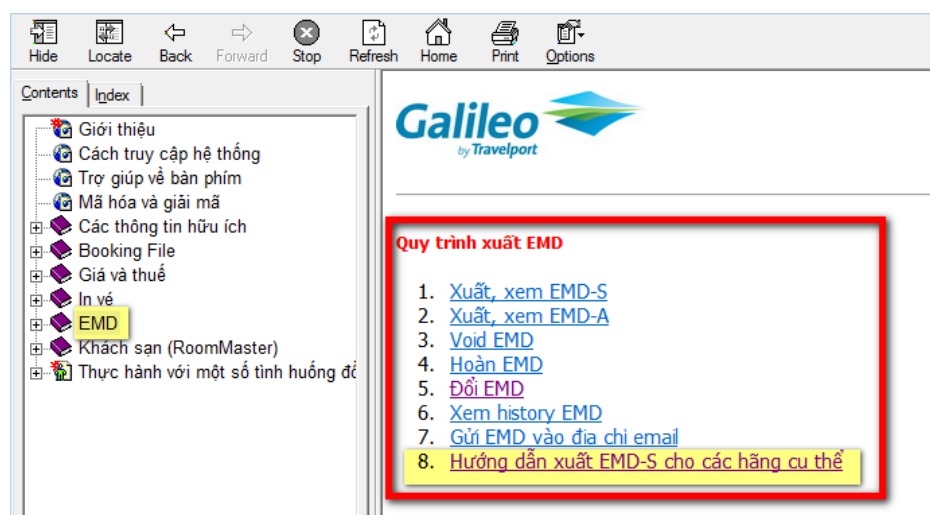 Hide Locate Back Forward Stop Refresh Home Print Options
Contents Index
Giới thiệu
Cách truy cập hệ thống
Trợ giúp về bàn phím
Mã hóa và giải mã
Các thông tin hữu ích
Booking File
Giá và thuế
In vé
EMD
Khách sạn (RoomMaster)
Thực hành với một số tình huống
Galileo
by Travelport
Quy trình xuất EMD
1. Xuất, xem EMD-S
2. Xuất, xem EMD-A
3. Void EMD
4. Hoàn EMD
5. Đổi EMD
6. Xem history EMD
7. Gửi EMD vào địa chỉ email
8. Hướng dẫn xuất EMD-S cho các hãng cụ thể